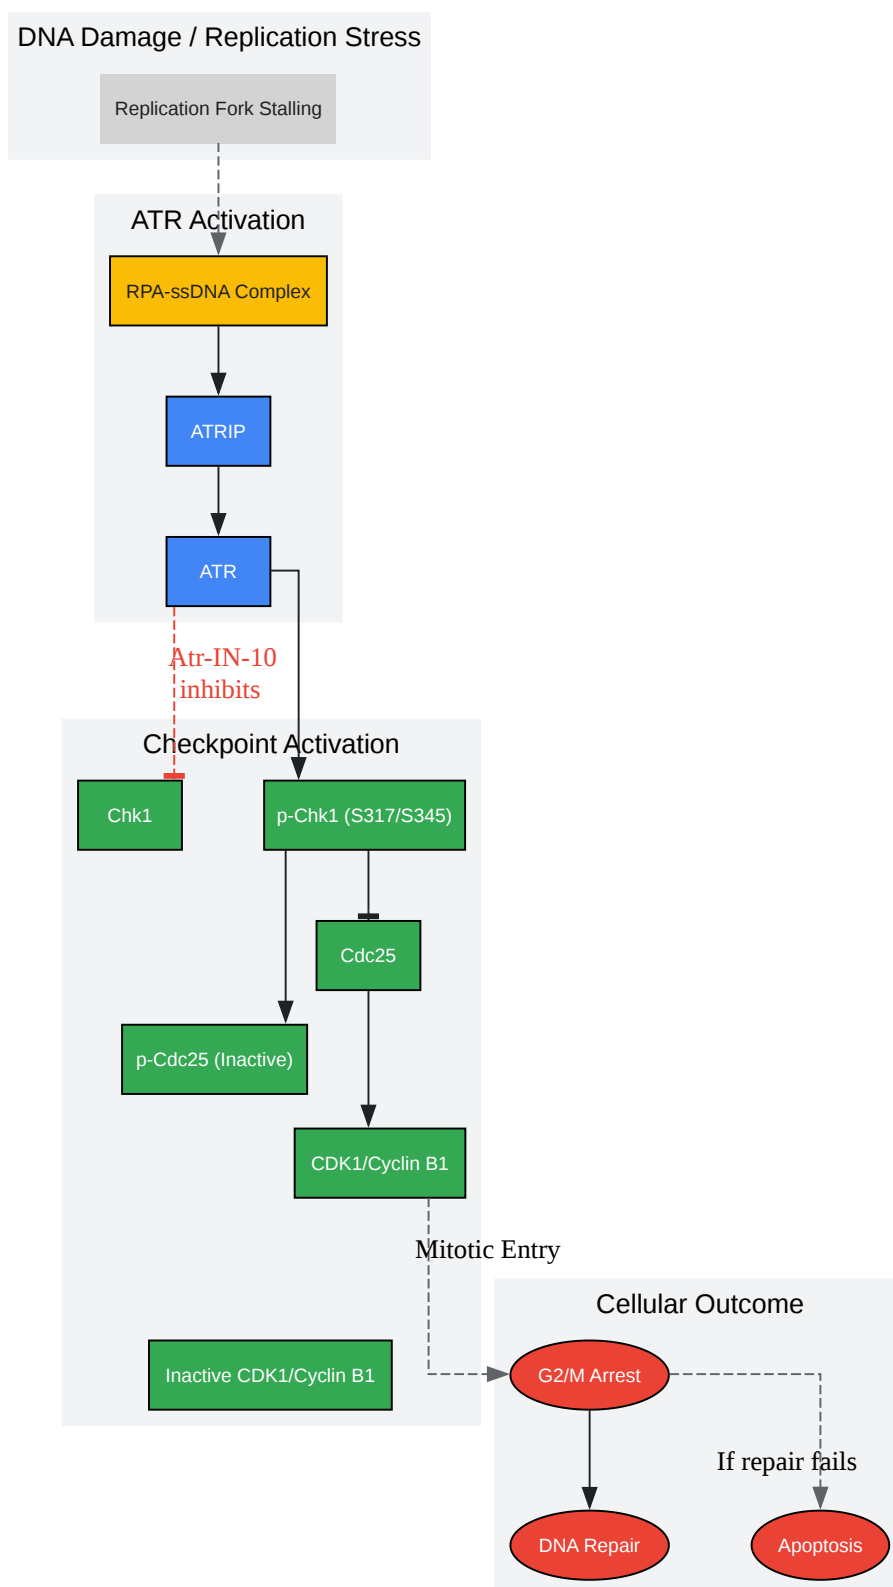 DNA Damage / Replication Stress
Replication Fork Stalling
ATR Activation
RPA-ssDNA Complex
ATRIP
ATR
Atr-IN-10
inhibits
Checkpoint Activation
Chk1
p-Chk1 (S317/S345)
Cdc25
p-Cdc25 (Inactive)
CDK1/Cyclin B1
Mitotic Entry
Cellular Outcome
Inactive CDK1/Cyclin B1
G2/M Arrest
If repair fails
DNA Repair
Apoptosis